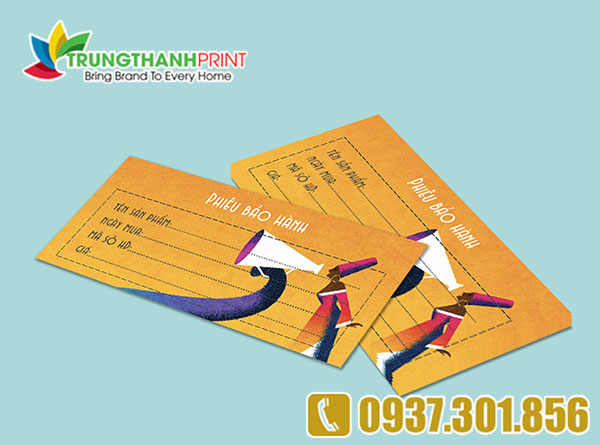 TRUNGTHANHPRINT
Bring Brand To Every Home
PHIẾU BẢO HÀNH
TÊN SẢN PHẨM:
NGÀY MUA:
MÃ SỐ HĐ:
GIÁ:
PHIẾU BẢO HÀNH
TÊN SẢN PHẨM:
NGÀY MUA:
MÃ SỐ HĐ:
GIÁ:
0937.301.856